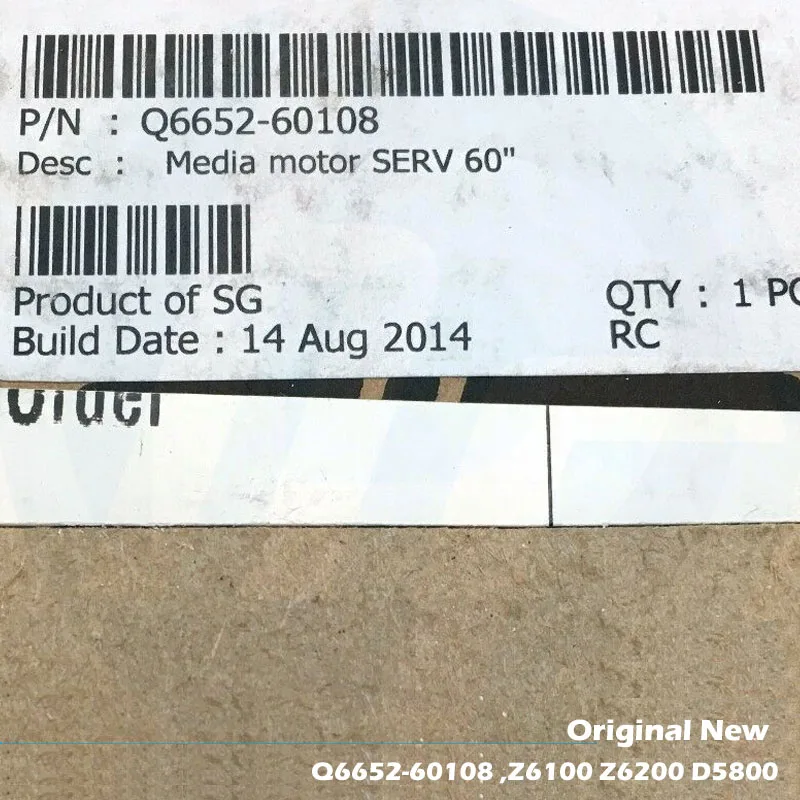 P/N : Q6652-60108
Desc : Media motor SERV 60"
Product of SG
QTY : 1 PC
Build Date : 14 Aug 2014
RC
Order
Original New
Q6652-60108 ,Z6100 Z6200 D5800